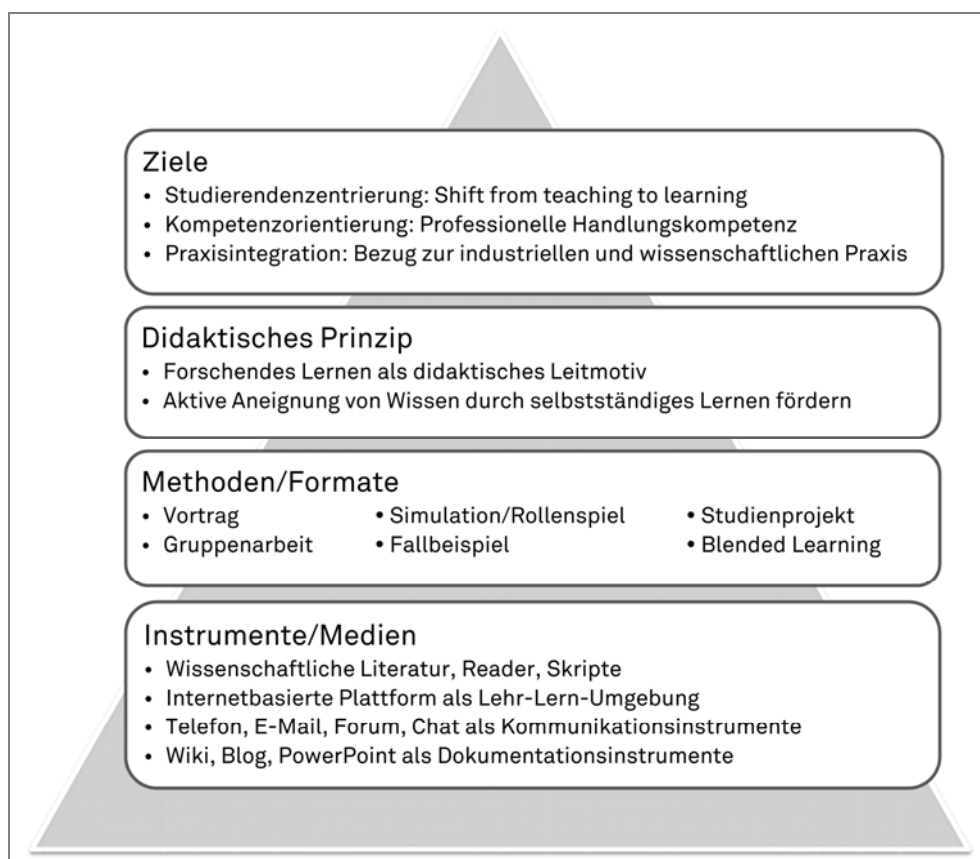 Ziele
• Studierendenzentrierung: Shift from teaching to learning
• Kompetenzorientierung: Professionelle Handlungskompetenz
• Praxisintegration: Bezug zur industriellen und wissenschaftlichen Praxis
Didaktisches Prinzip
• Forschendes Lernen als didaktisches Leitmotiv
• Aktive Aneignung von Wissen durch selbstständiges Lernen fördern
Methoden/Formate
• Vortrag • Simulation/Rollenspiel • Studienprojekt
• Gruppenarbeit • Fallbeispiel • Blended Learning
Instrumente/Medien
• Wissenschaftliche Literatur, Reader, Skripte
• Internetbasierte Plattform als Lehr-Lern-Umgebung
• Telefon, E-Mail, Forum, Chat als Kommunikationsinstrumente
• Wiki, Blog, PowerPoint als Dokumentationsinstrumente